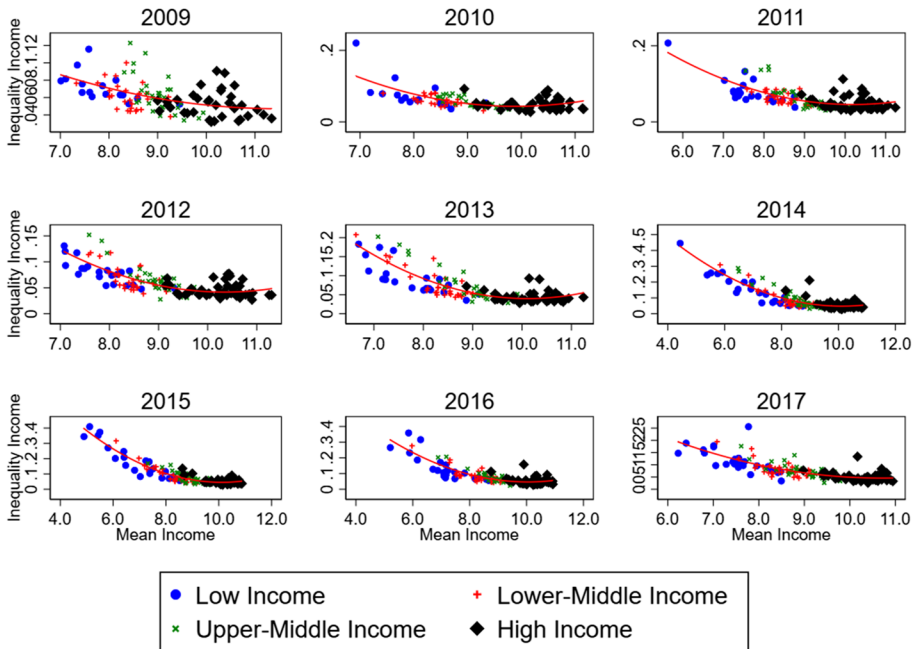 2009
2010
2011
Inequality Income
.04.06.08.1.12
0 .2
0 .2
7.0 8.0 9.0 10.0 11.0
7.0 8.0 9.0 10.0 11.0
6.0 7.0 8.0 9.0 10.0 11.0
2012
2013
2014
Inequality Income
0 .05 .1 .15
0 .05 .1 .15 .2
0 .1 .2 .3 .4 .5
7.0 8.0 9.0 10.0 11.0
7.0 8.0 9.0 10.0 11.0
4.0 6.0 8.0 10.0 12.0
2015
2016
2017
Inequality Income
0 .1 .2 .3 .4
0 .1 .2 .3 .4
4.0 6.0 8.0 10.0 12.0
4.0 6.0 8.0 10.0 12.0
6.0 7.0 8.0 9.0 10.0 11.0
Mean Income
Mean Income
Mean Income
Low Income
Lower-Middle Income
Upper-Middle Income
High Income